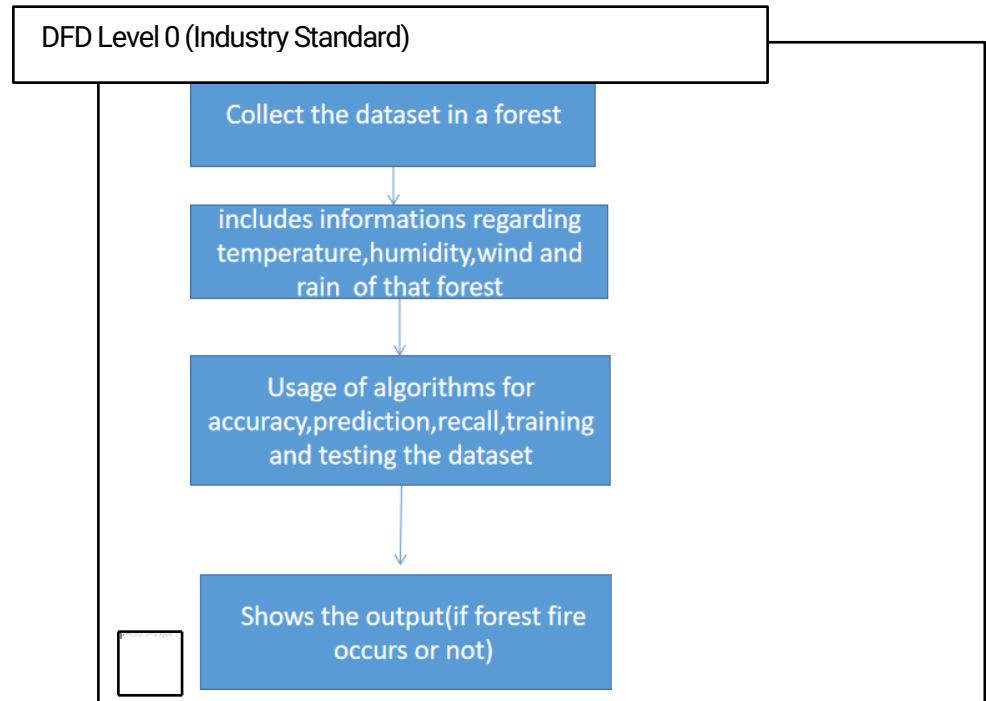 DFD Level 0 (Industry Standard)
Collect the dataset in a forest
includes informations regarding
temperature,humidity,wind and
rain of that forest
Usage of algorithms for
accuracy,prediction,recall,training
and testing the dataset
Shows the output(if forest fire
occurs or not)